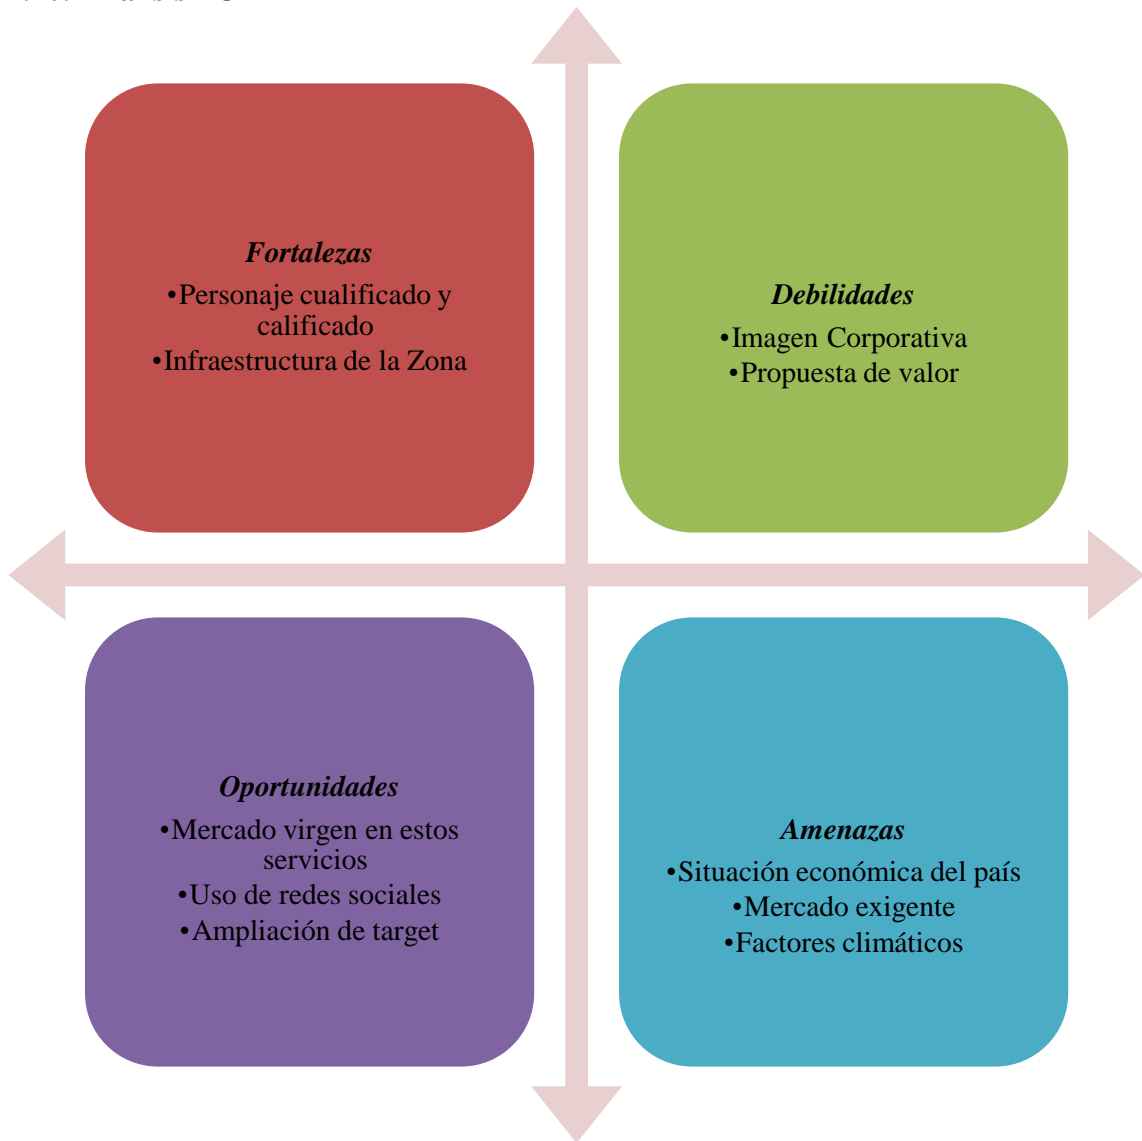 Fortalezas
•Personaje cualificado y
calificado
•Infraestructura de la Zona
Debilidades
•Imagen Corporativa
•Propuesta de valor
Oportunidades
•Mercado virgen en estos
servicios
•Uso de redes sociales
•Ampliación de target
Amenazas
•Situación económica del país
•Mercado exigente
•Factores climáticos